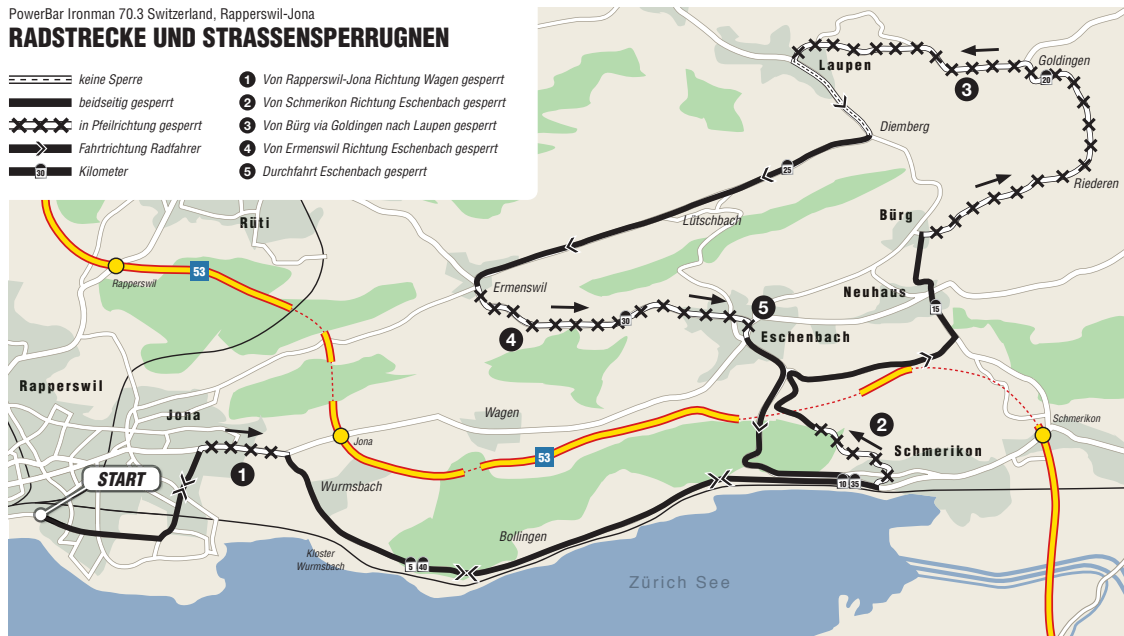 PowerBar Ironman 70.3 Switzerland, Rapperswil-Jona
RADSTRECKE UND STRASSENSPERRUGNEN
keine Sperre
beidseitig gesperrt
in Pfeilrichtung gesperrt
Fahrtrichtung Radfahrer
30 Kilometer
1 Von Rapperswil-Jona Richtung Wagen gesperrt
2 Von Schmerikon Richtung Eschenbach gesperrt
3 Von Bürg via Goldingen nach Laupen gesperrt
4 Von Ermenswil Richtung Eschenbach gesperrt
5 Durchfahrt Eschenbach gesperrt
Laupen
Goldingen
20
3
Diemberg
25
Riederen
Rüti
Lütschbach
Bürg
53
Rapperswil
Ermenswil
Neuhaus
15
30
5
4
Eschenbach
Rapperswil
Jona
Wagen
Schmerikon
2
Jona
53
Schmerikon
1
START
Wurmsbach
10 35
Bollingen
Kloster
Wurmsbach
5 40
Zürich See